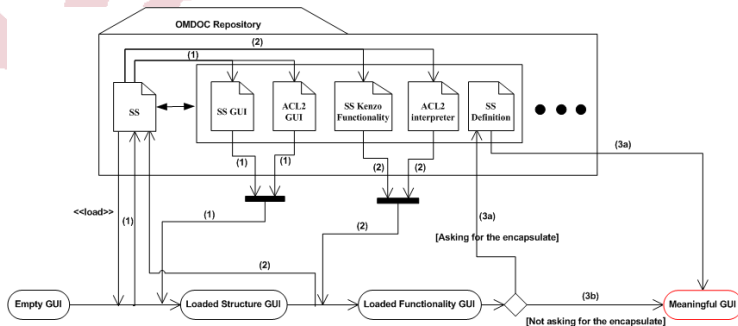 OMDOC Repository
(2)
(1)
SS
SS GUI
ACL2
GUI
SS Kenzo
Functionality
ACL2
interpreter
SS
Definition
(3a)
(1)
(1)
(2)
(2)
<<load>>
(1)
(1)
(2)
(3a)
[Asking for the encapsulate]
(2)
Empty GUI
Loaded Structure GUI
Loaded Functionality GUI
(3b)
Meaningful GUI
[Not asking for the encapsulate]